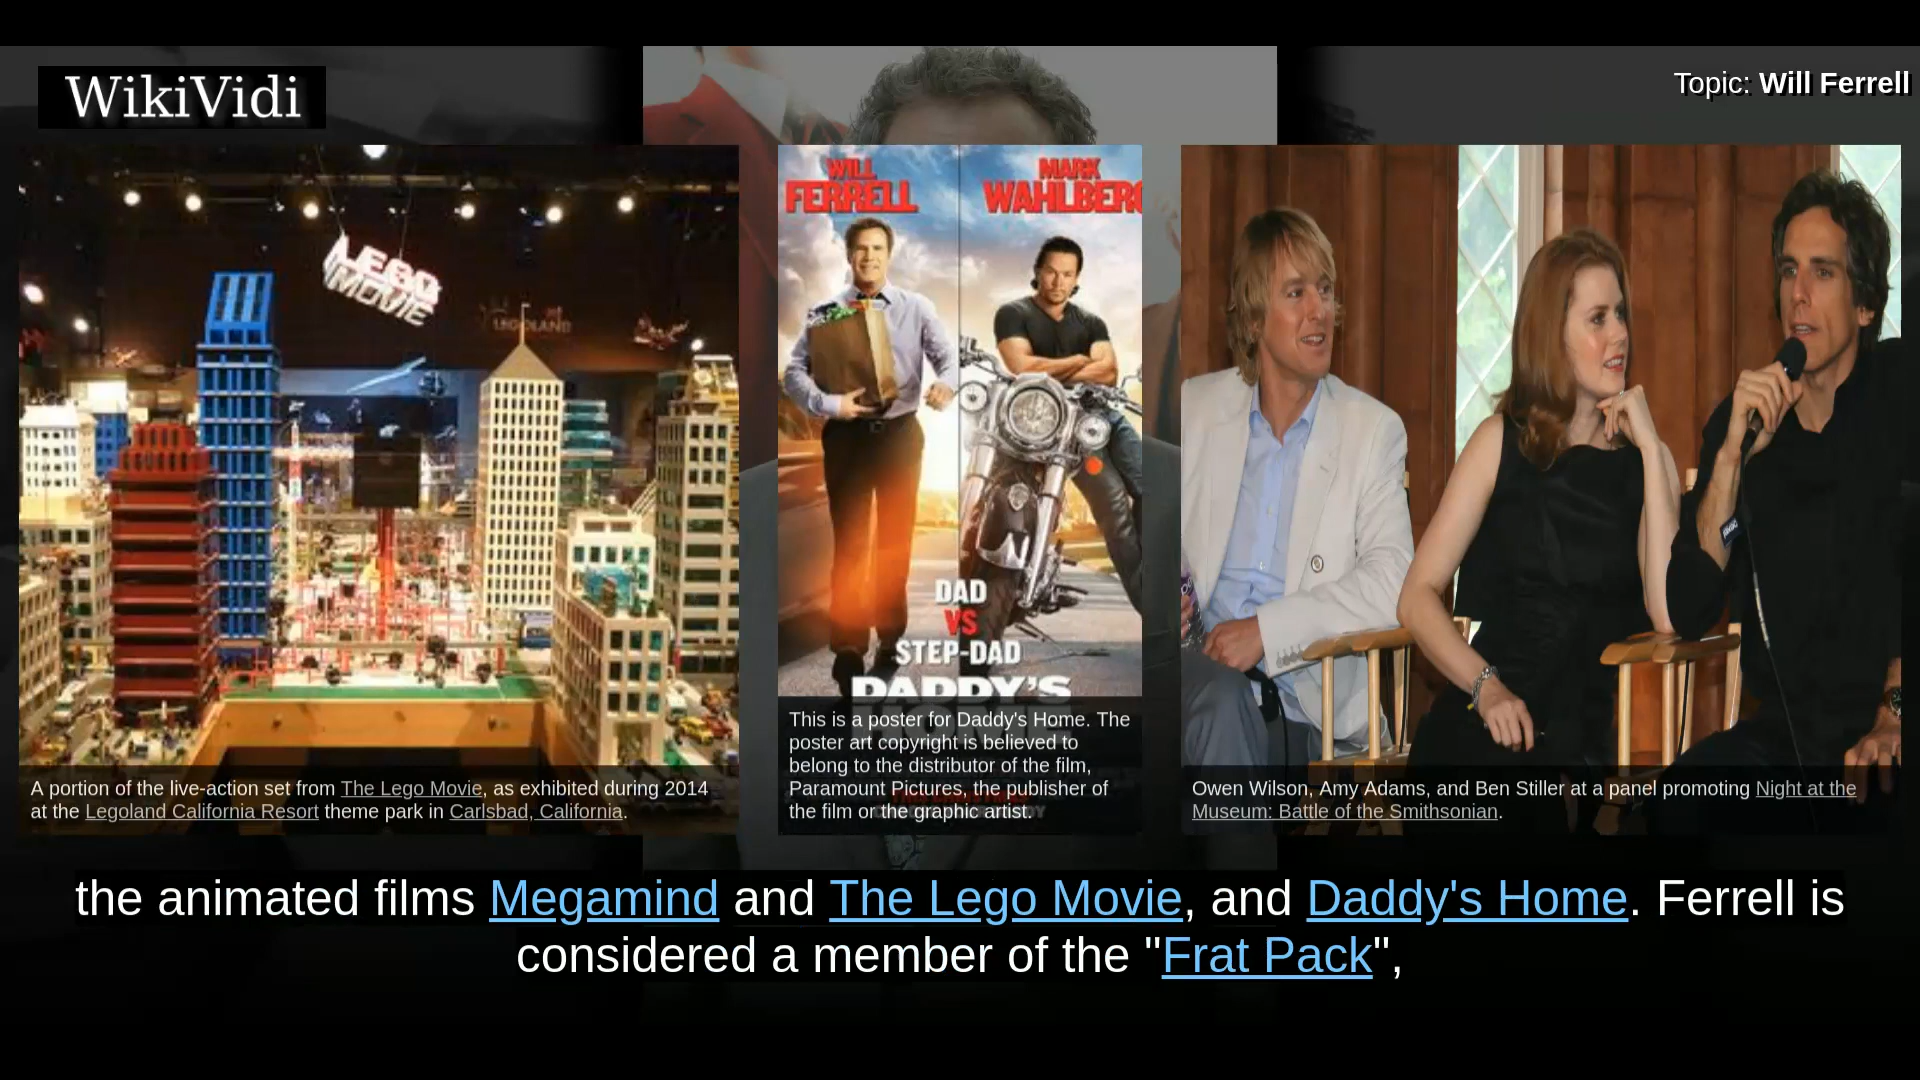 WikiVidi
Topic: Will Ferrell
LEGO
MOVIE
LEGOLAND
A portion of the live-action set from The Lego Movie, as exhibited during 2014
at the Legoland California Resort theme park in Carlsbad, California.
WILL
FERRELL
MARK
WAHLBERG
DAD
VS
STEP-DAD
DADDY'S
This is a poster for Daddy's Home. The
poster art copyright is believed to
belong to the distributor of the film,
Paramount Pictures, the publisher of
the film or the graphic artist.
Owen Wilson, Amy Adams, and Ben Stiller at a panel promoting Night at the
Museum: Battle of the Smithsonian.
the animated films Megamind and The Lego Movie, and Daddy's Home. Ferrell is
considered a member of the "Frat Pack",